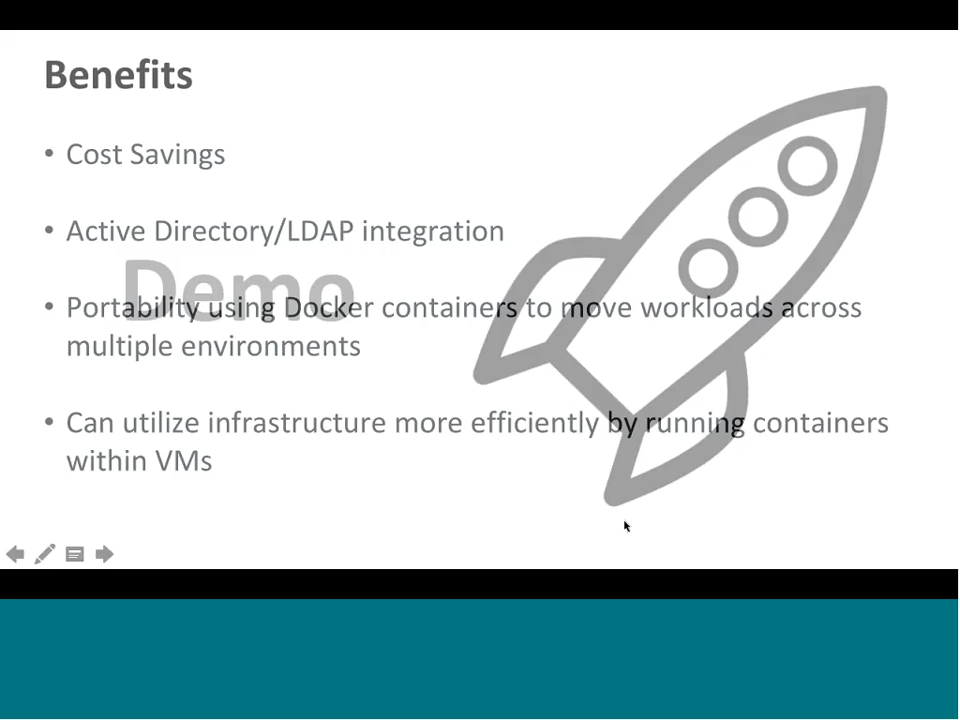 Benefits
• Cost Savings
• Active Directory/LDAP integration
Demo
• Portability using Docker containers to move workloads across
multiple environments
• Can utilize infrastructure more efficiently by running containers
within VMs